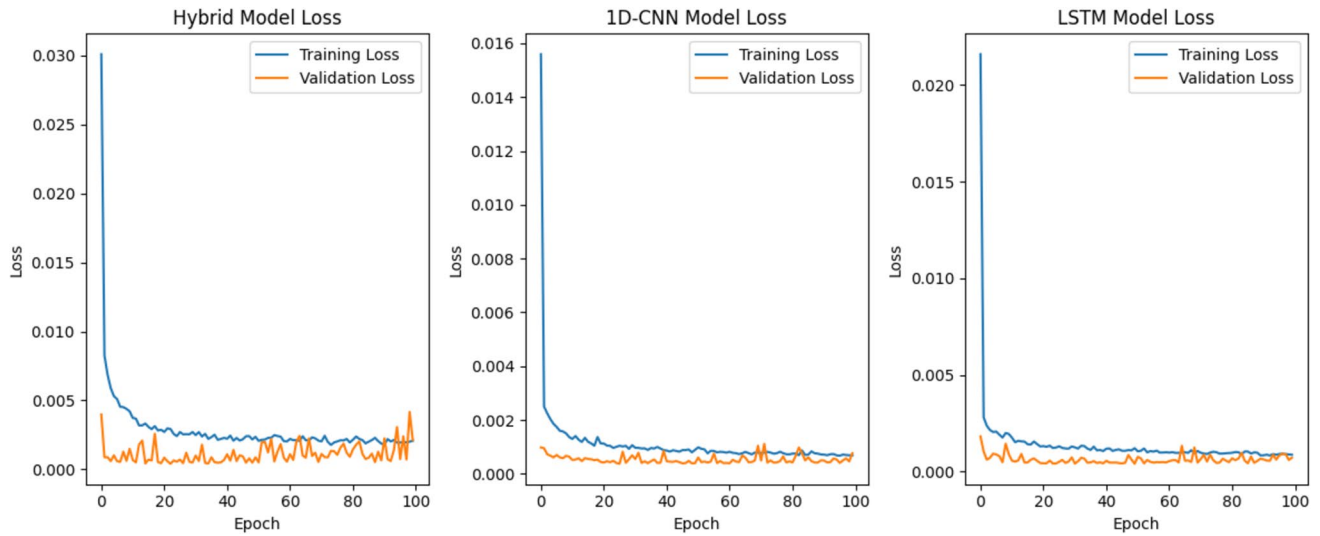 Hybrid Model Loss
Training Loss
Validation Loss
0.030
0.025
0.020
0.015
0.010
0.005
0.000
Loss
0 20 40 60 80 100
Epoch
1D-CNN Model Loss
Training Loss
Validation Loss
0.016
0.014
0.012
0.010
0.008
0.006
0.004
0.002
0.000
Loss
0 20 40 60 80 100
Epoch
LSTM Model Loss
Training Loss
Validation Loss
0.020
0.015
0.010
0.005
0.000
Loss
0 20 40 60 80 100
Epoch